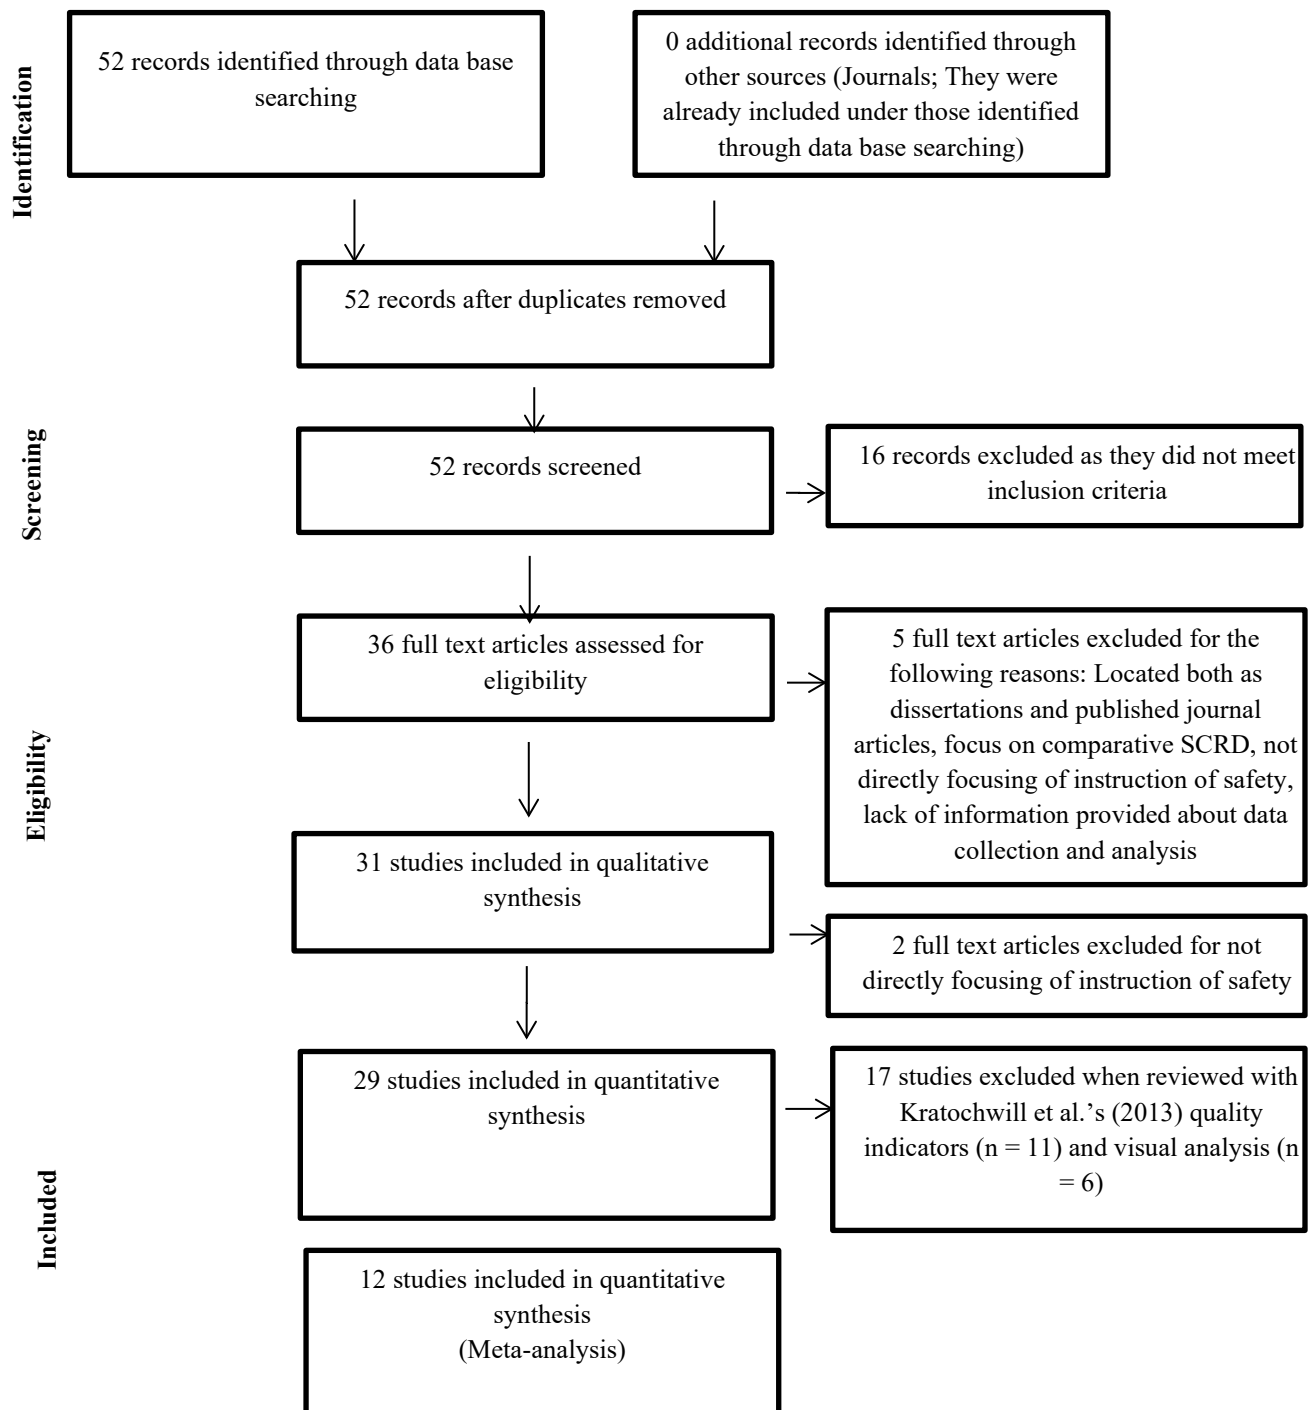 Identification
52 records identified through data base
searching
0 additional records identified through
other sources (Journals; They were
already included under those identified
through data base searching)
52 records after duplicates removed
Screening
52 records screened
16 records excluded as they did not meet
inclusion criteria
Eligibility
36 full text articles assessed for
eligibility
5 full text articles excluded for the
following reasons: Located both as
dissertations and published journal
articles, focus on comparative SCRD, not
directly focusing of instruction of safety,
lack of information provided about data
collection and analysis
31 studies included in qualitative
synthesis
2 full text articles excluded for not
directly focusing of instruction of safety
Included
29 studies included in quantitative
synthesis
17 studies excluded when reviewed with
Kratochwill et al.’s (2013) quality
indicators (n = 11) and visual analysis (n
= 6)
12 studies included in quantitative
synthesis
(Meta-analysis)